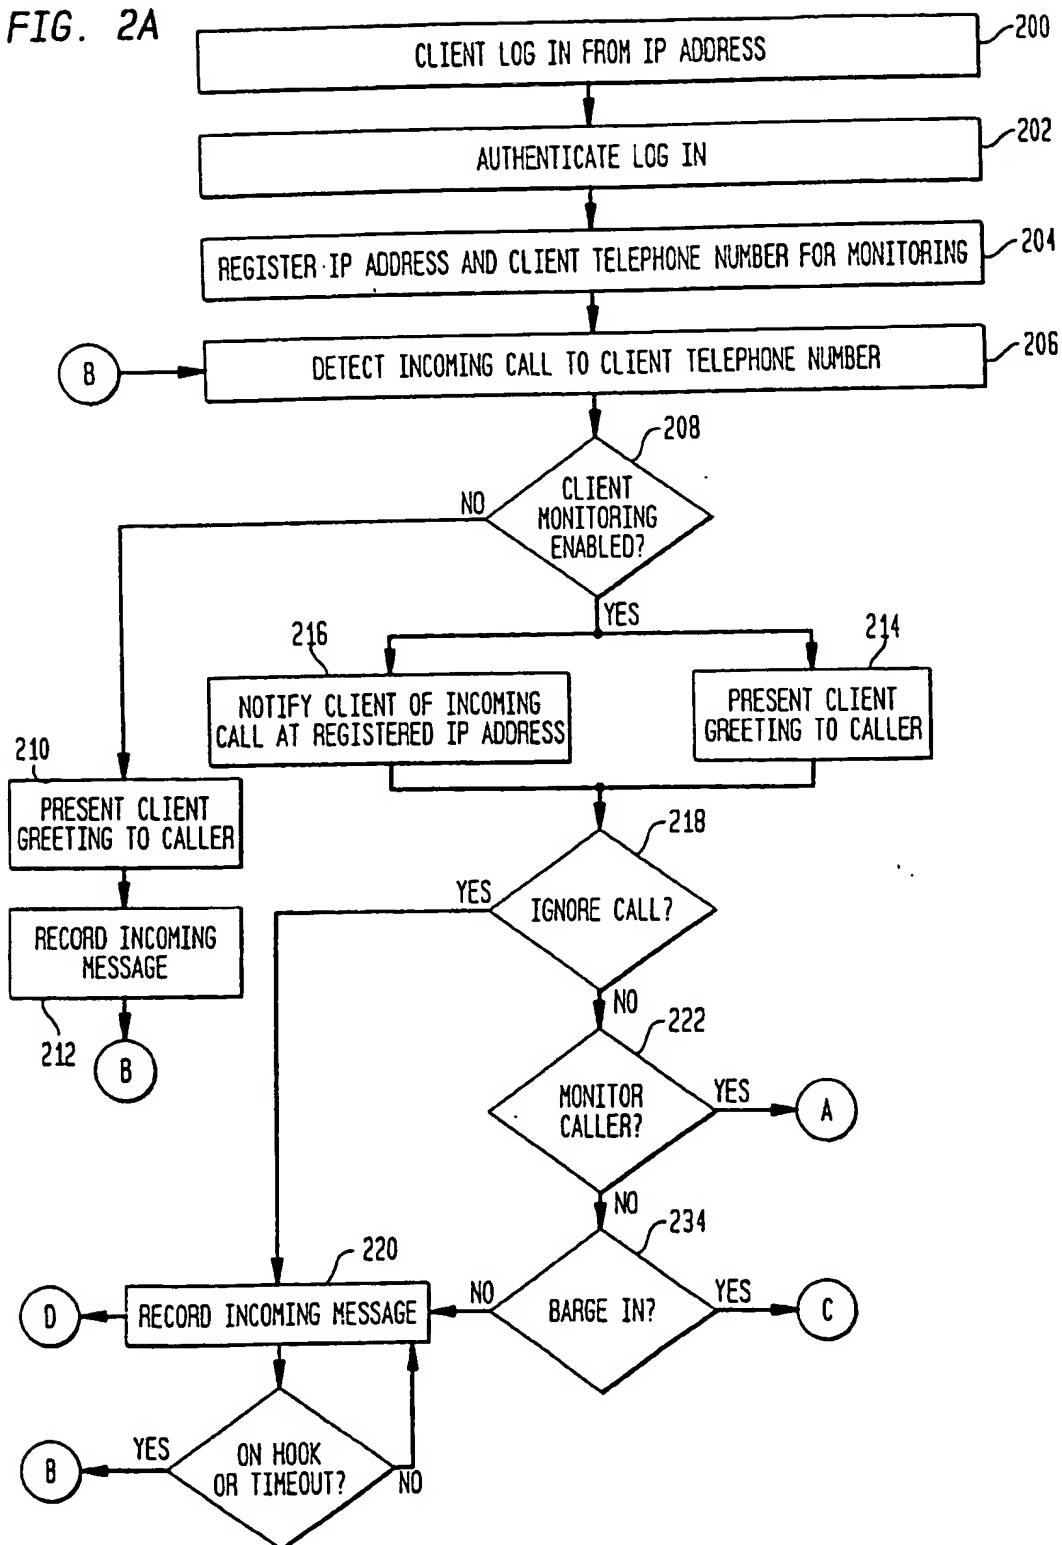 FIG. 2A
CLIENT LOG IN FROM IP ADDRESS
200
AUTHENTICATE LOG IN
202
REGISTER IP ADDRESS AND CLIENT TELEPHONE NUMBER FOR MONITORING
204
B
DETECT INCOMING CALL TO CLIENT TELEPHONE NUMBER
206
208
NO
CLIENT
MONITORING
ENABLED?
YES
216
214
NOTIFY CLIENT OF INCOMING
CALL AT REGISTERED IP ADDRESS
PRESENT CLIENT
GREETING TO CALLER
210
PRESENT CLIENT
GREETING TO CALLER
218
YES
IGNORE CALL?
RECORD INCOMING
MESSAGE
NO
212
B
222
MONITOR
CALLER?
YES
A
NO
234
220
D
RECORD INCOMING MESSAGE
NO
BARGE IN?
YES
C
B
YES
ON HOOK
OR TIMEOUT?
NO